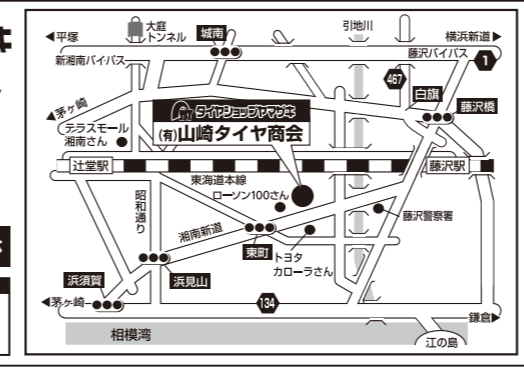 ◀平塚
大庭
トンネル
城南
引地川
横浜新道▶
新湘南バイパス
藤沢バイパス
1
467
白旗
◀茅ヶ崎
藤沢橋
タイヤショップヤマザキ
(有)山崎タイヤ商会
テラスモール
湘南さん
辻堂駅
藤沢駅
東海道本線
ローソン100さん
昭和通り
藤沢警察署
湘南新道
東町
トヨタ
カローラさん
浜見山
浜須賀
◀茅ヶ崎
134
鎌倉▶
相模湾
江の島